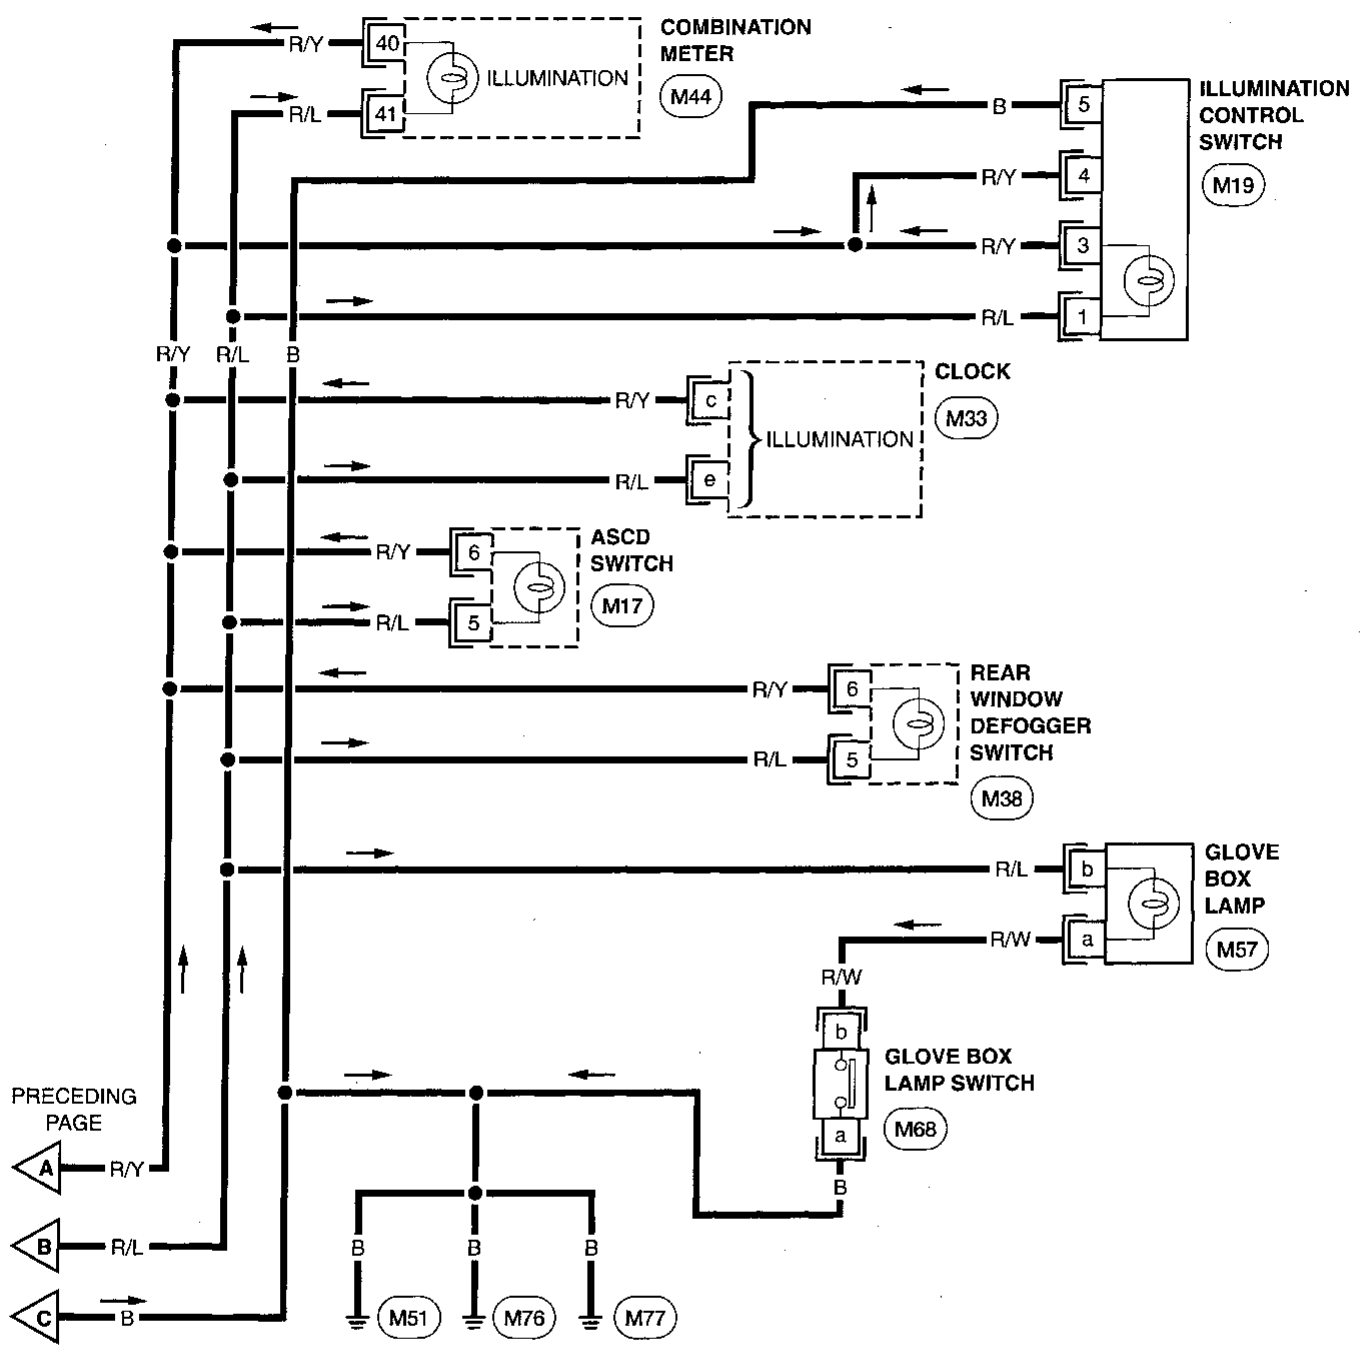 R/Y
40
ILLUMINATION
COMBINATION
METER
M44
R/L
41
B
5
ILLUMINATION
CONTROL
SWITCH
M19
R/Y
4
R/Y
3
R/L
1
R/Y
R/L
B
R/Y
c
ILLUMINATION
CLOCK
M33
R/L
e
R/Y
6
ASCD
SWITCH
M17
R/L
5
R/Y
6
REAR
WINDOW
DEFOGGER
SWITCH
M38
R/L
5
R/L
b
GLOVE
BOX
LAMP
M57
R/W
a
R/W
b
GLOVE BOX
LAMP SWITCH
M68
a
B
PRECEDING
PAGE
A
R/Y
B
R/L
C
B
B
B
B
M51
M76
M77